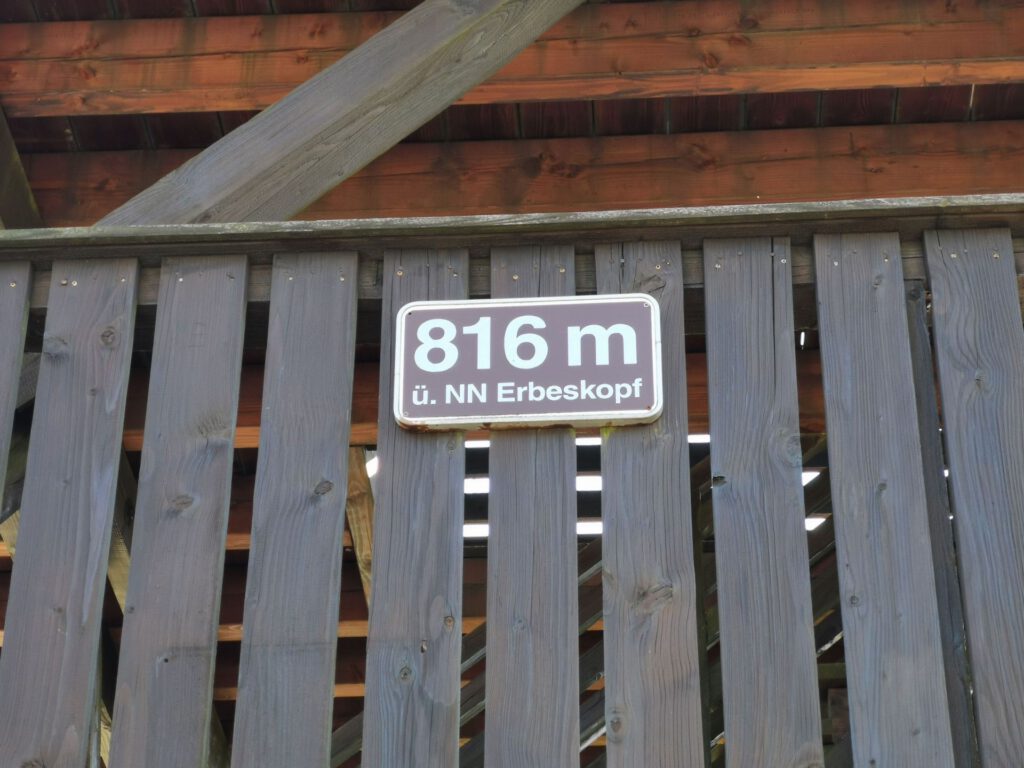 816 m
ü. NN Erbeskopf